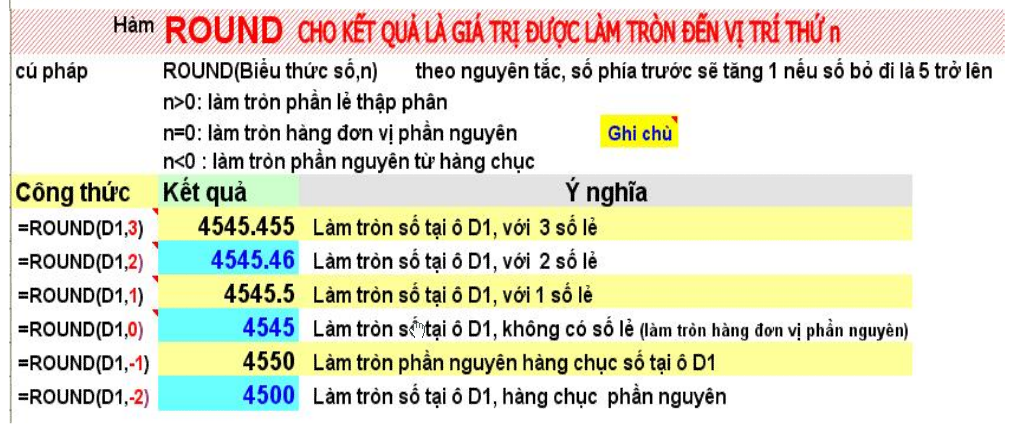 Hàm ROUND CHO KẾT QUẢ LÀ GIÁ TRỊ ĐƯỢC LÀM TRÒN ĐẾN VỊ TRÍ THỨ n
cú pháp ROUND(Biểu thức số,n) theo nguyên tắc, số phía trước sẽ tăng 1 nếu số bỏ đi là 5 trở lên
n>0: làm tròn phần lẻ thập phân
n=0: làm tròn hàng đơn vị phần nguyên Ghi chù
n<0 : làm tròn phần nguyên từ hàng chục
Công thức Kết quả Ý nghĩa
=ROUND(D1,3) 4545.455 Làm tròn số tại ô D1, với 3 số lẻ
=ROUND(D1,2) 4545.46 Làm tròn số tại ô D1, với 2 số lẻ
=ROUND(D1,1) 4545.5 Làm tròn số tại ô D1, với 1 số lẻ
=ROUND(D1,0) 4545 Làm tròn số tại ô D1, không có số lẻ (làm tròn hàng đơn vị phần nguyên)
=ROUND(D1,-1) 4550 Làm tròn phần nguyên hàng chục số tại ô D1
=ROUND(D1,-2) 4500 Làm tròn số tại ô D1, hàng chục phần nguyên